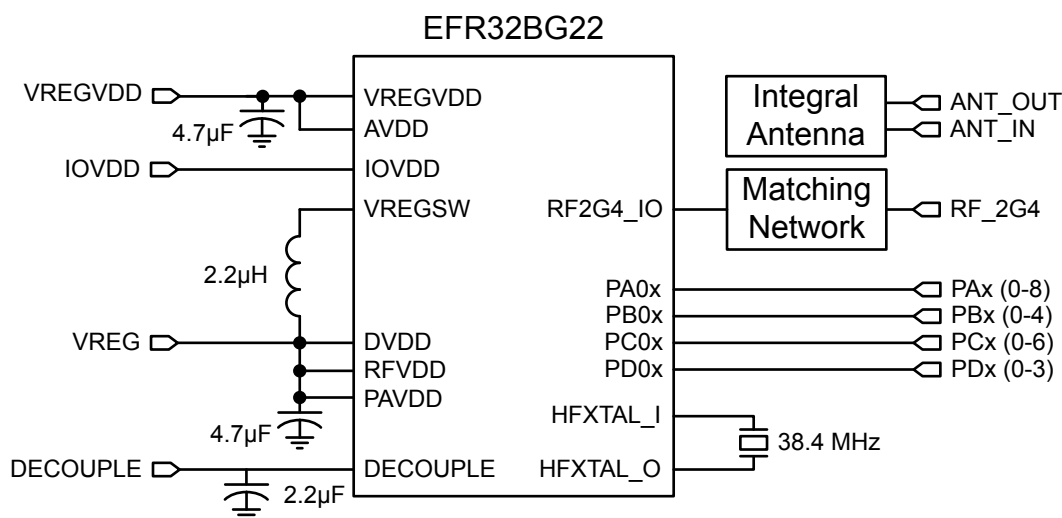 EFR32BG22
VREGVDD
4.7µF
VREGVDD
AVDD
IOVDD
IOVDD
VREGSW
2.2µH
VREG
DVDD
RFVDD
PAVDD
4.7µF
DECOUPLE
DECOUPLE
2.2µF
RF2G4_IO
PA0x
PB0x
PC0x
PD0x
HFXTAL_I
HFXTAL_O
38.4 MHz
Integral
Antenna
ANT_OUT
ANT_IN
Matching
Network
RF_2G4
PAx (0-8)
PBx (0-4)
PCx (0-6)
PDx (0-3)